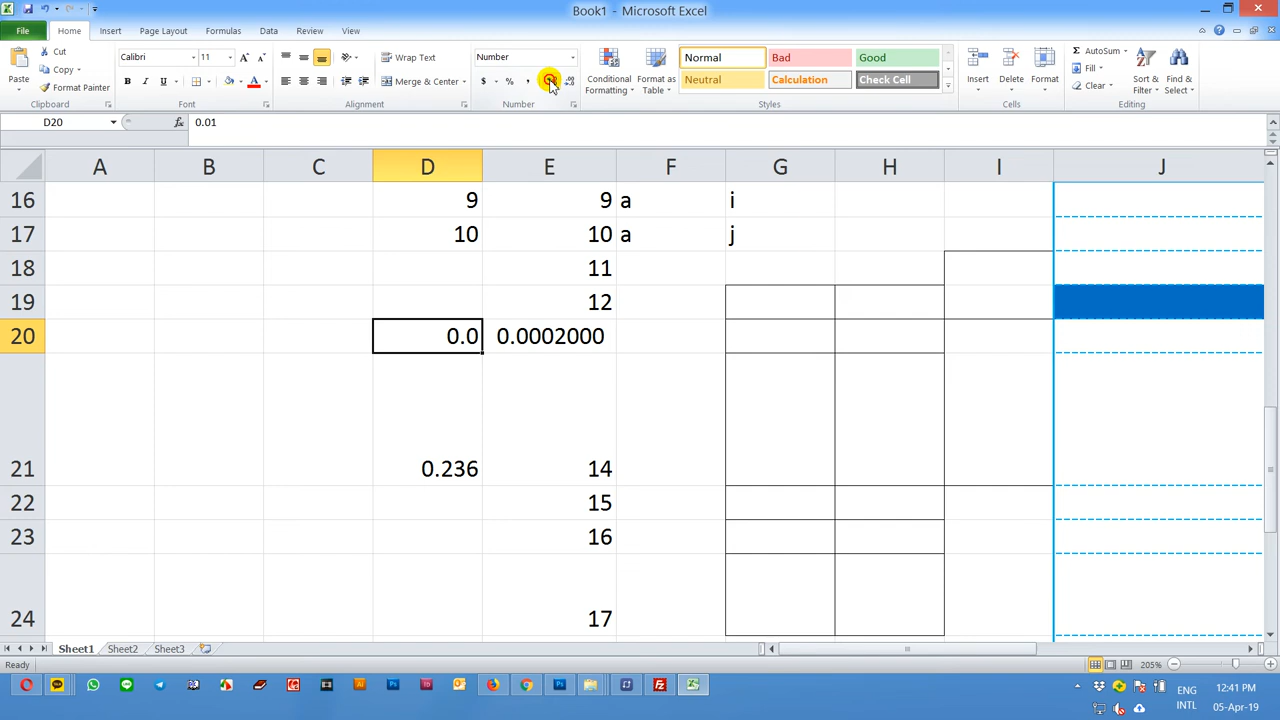 Book1 - Microsoft Excel
File Home Insert Page Layout Formulas Data Review View
Paste
Cut
Copy
Format Painter
Clipboard
Calibri 11
B I U
Font
Wrap Text
Merge & Center
Alignment
Number
$ % ,
Number
Conditional Formatting
Format as Table
Normal Bad Good
Neutral Calculation Check Cell
Styles
Insert Delete Format
Cells
AutoSum
Fill
Clear
Sort & Filter
Find & Select
Editing
D20 fx 0.01
A B C D E F G H I J
16 9 9 a i
17 10 10 a j
18 11
19 12
20 0.0 0.0002000
21 0.236 14
22 15
23 16
24 17
Sheet1 Sheet2 Sheet3
Ready 205%
ENG 12:41 PM
INTL 05-Apr-19